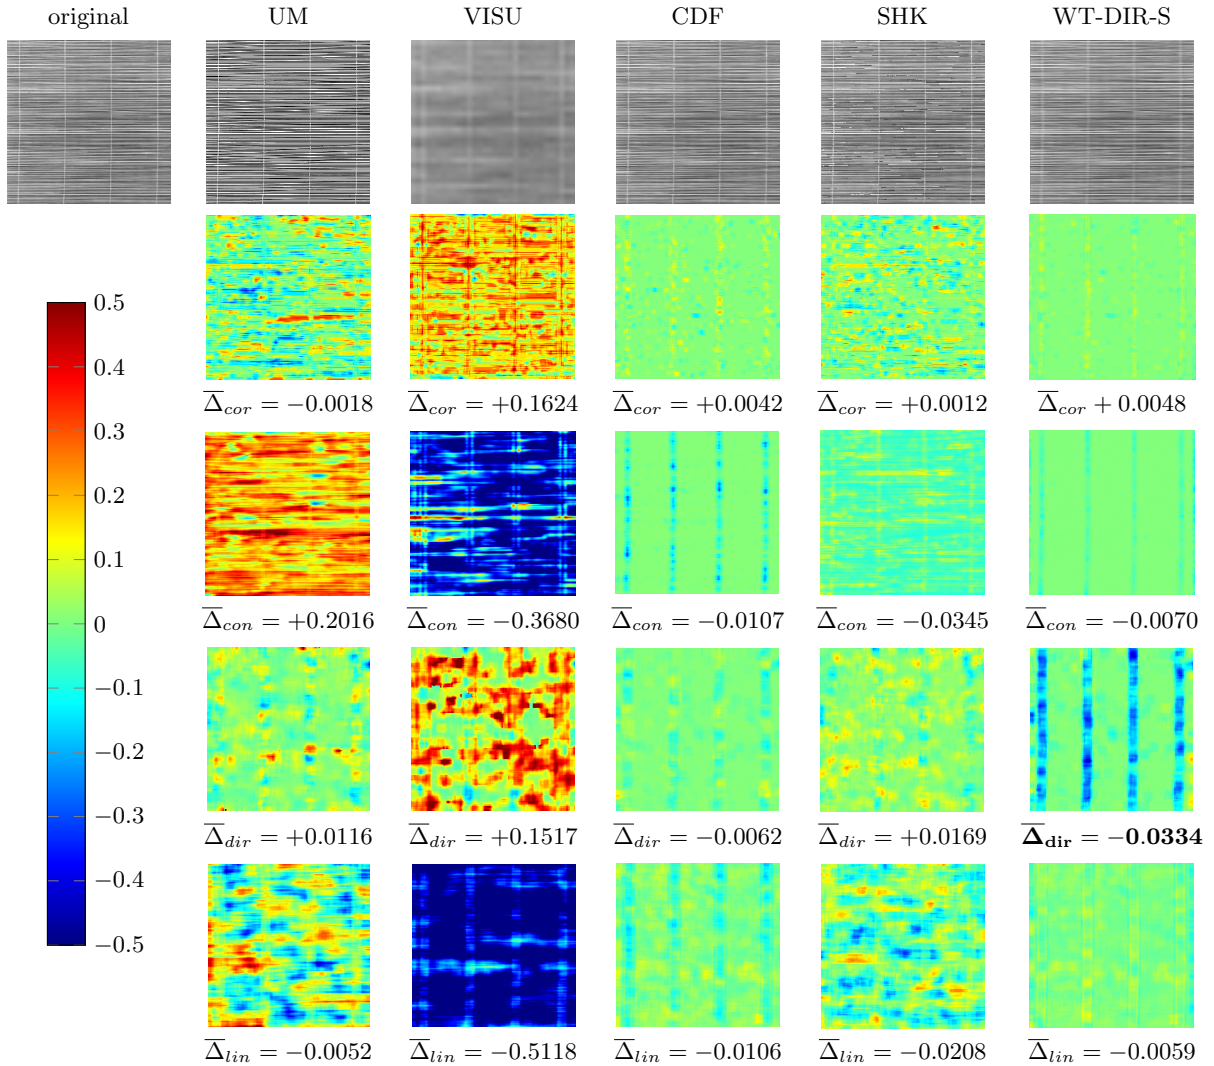 original UM VISU CDF SHK WT-DIR-S
0.5
0.4
0.3
0.2
0.1
0
−0.1
−0.2
−0.3
−0.4
−0.5
Δ̅cor = −0.0018 Δ̅cor = +0.1624 Δ̅cor = +0.0042 Δ̅cor = +0.0012 Δ̅cor + 0.0048
Δ̅con = +0.2016 Δ̅con = −0.3680 Δ̅con = −0.0107 Δ̅con = −0.0345 Δ̅con = −0.0070
Δ̅dir = +0.0116 Δ̅dir = +0.1517 Δ̅dir = −0.0062 Δ̅dir = +0.0169 Δ̅dir = −0.0334
Δ̅lin = −0.0052 Δ̅lin = −0.5118 Δ̅lin = −0.0106 Δ̅lin = −0.0208 Δ̅lin = −0.0059